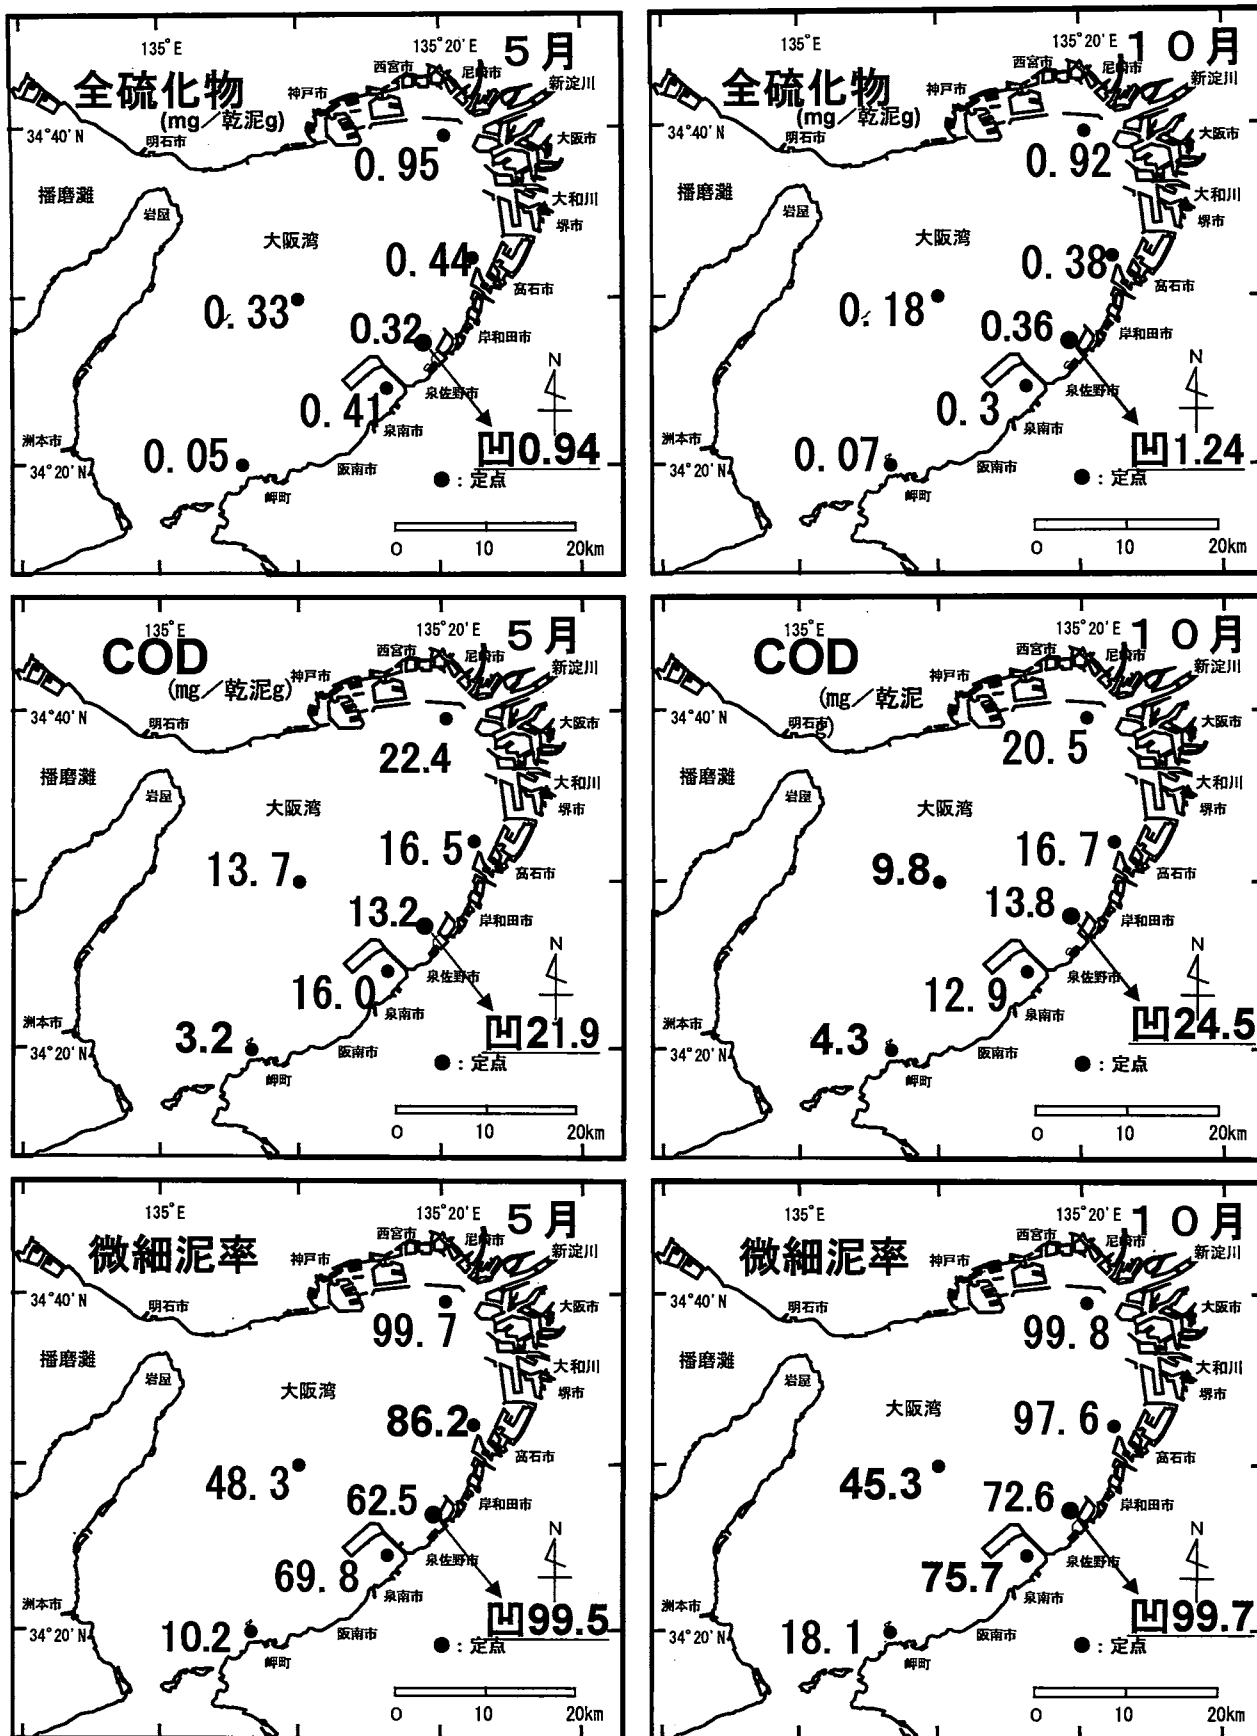 135°E
135°20'E
5月
全硫化物
(mg/乾泥g)
西宮市
尼崎市
新淀川
神戸市
34°40'N
明石市
大阪市
0.95
播磨灘
大和川
岩屋
堺市
大阪湾
0.44
高石市
0.33
0.32
岸和田市
N
泉佐野市
0.41
泉南市
洲本市
0.05
凹0.94
34°20'N
阪南市
●:定点
岬町
0 10 20km
135°E
135°20'E
10月
全硫化物
(mg/乾泥g)
西宮市
尼崎市
新淀川
神戸市
34°40'N
明石市
大阪市
0.92
播磨灘
大和川
岩屋
堺市
大阪湾
0.38
高石市
0.18
0.36
岸和田市
N
泉佐野市
0.3
泉南市
洲本市
0.07
凹1.24
34°20'N
阪南市
●:定点
岬町
0 10 20km
135°E
135°20'E
5月
COD
(mg/乾泥g)
西宮市
尼崎市
新淀川
神戸市
34°40'N
明石市
大阪市
22.4
播磨灘
大和川
岩屋
堺市
大阪湾
16.5
高石市
13.7
13.2
岸和田市
N
泉佐野市
16.0
泉南市
洲本市
3.2
凹21.9
34°20'N
阪南市
●:定点
岬町
0 10 20km
135°E
135°20'E
10月
COD
(mg/乾泥
g)
西宮市
尼崎市
新淀川
神戸市
34°40'N
明石市
大阪市
20.5
播磨灘
大和川
岩屋
堺市
大阪湾
16.7
高石市
9.8
13.8
岸和田市
N
泉佐野市
12.9
泉南市
洲本市
4.3
凹24.5
34°20'N
阪南市
●:定点
岬町
0 10 20km
135°E
135°20'E
5月
微細泥率
西宮市
尼崎市
新淀川
神戸市
34°40'N
明石市
大阪市
99.7
播磨灘
大和川
岩屋
堺市
大阪湾
86.2
高石市
48.3
62.5
岸和田市
N
泉佐野市
69.8
泉南市
洲本市
10.2
凹99.5
34°20'N
阪南市
●:定点
岬町
0 10 20km
135°E
135°20'E
10月
微細泥率
西宮市
尼崎市
新淀川
神戸市
34°40'N
明石市
大阪市
99.8
播磨灘
大和川
岩屋
堺市
大阪湾
97.6
高石市
45.3
72.6
岸和田市
N
泉佐野市
75.7
泉南市
洲本市
18.1
凹99.7
34°20'N
阪南市
●:定点
岬町
0 10 20km